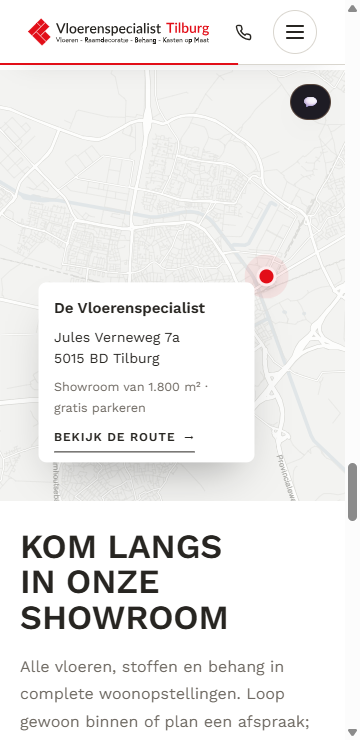 Vloerenspecialist Tilburg
Vloeren - Raamdecoratie - Behang - Kasten op Maat
De Vloerenspecialist
Jules Verneweg 7a
5015 BD Tilburg
Showroom van 1.800 m² ·
gratis parkeren
BEKIJK DE ROUTE →
KOM LANGS
IN ONZE
SHOWROOM
Alle vloeren, stoffen en behang in
complete woonopstellingen. Loop
gewoon binnen of plan een afspraak;